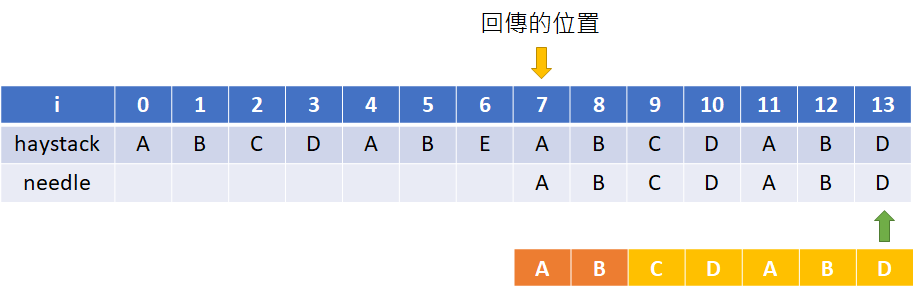 回傳的位置
i 0 1 2 3 4 5 6 7 8 9 10 11 12 13
haystack A B C D A B E A B C D A B D
needle A B C D A B D
A B C D A B D